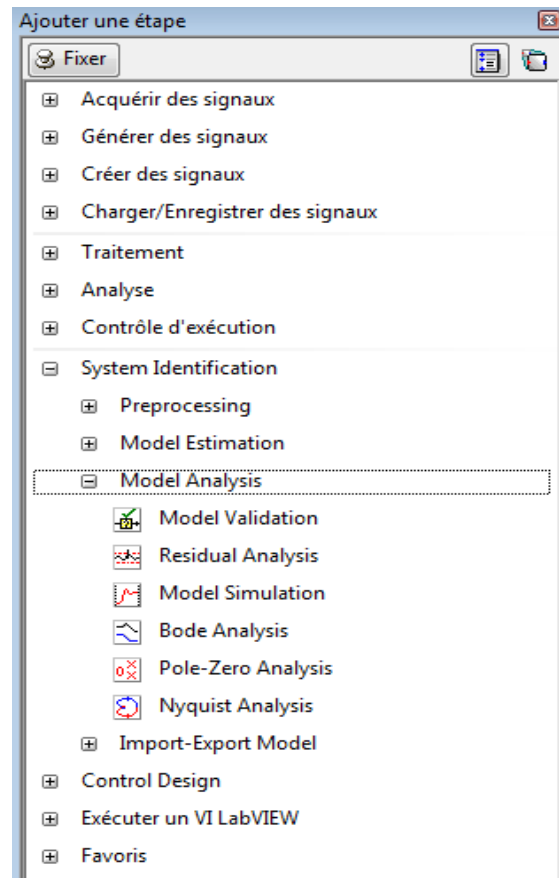 Ajouter une étape
Fixer
Acquérir des signaux
Générer des signaux
Créer des signaux
Charger/Enregistrer des signaux
Traitement
Analyse
Contrôle d'exécution
System Identification
Preprocessing
Model Estimation
Model Analysis
Model Validation
Residual Analysis
Model Simulation
Bode Analysis
Pole-Zero Analysis
Nyquist Analysis
Import-Export Model
Control Design
Exécuter un VI LabVIEW
Favoris